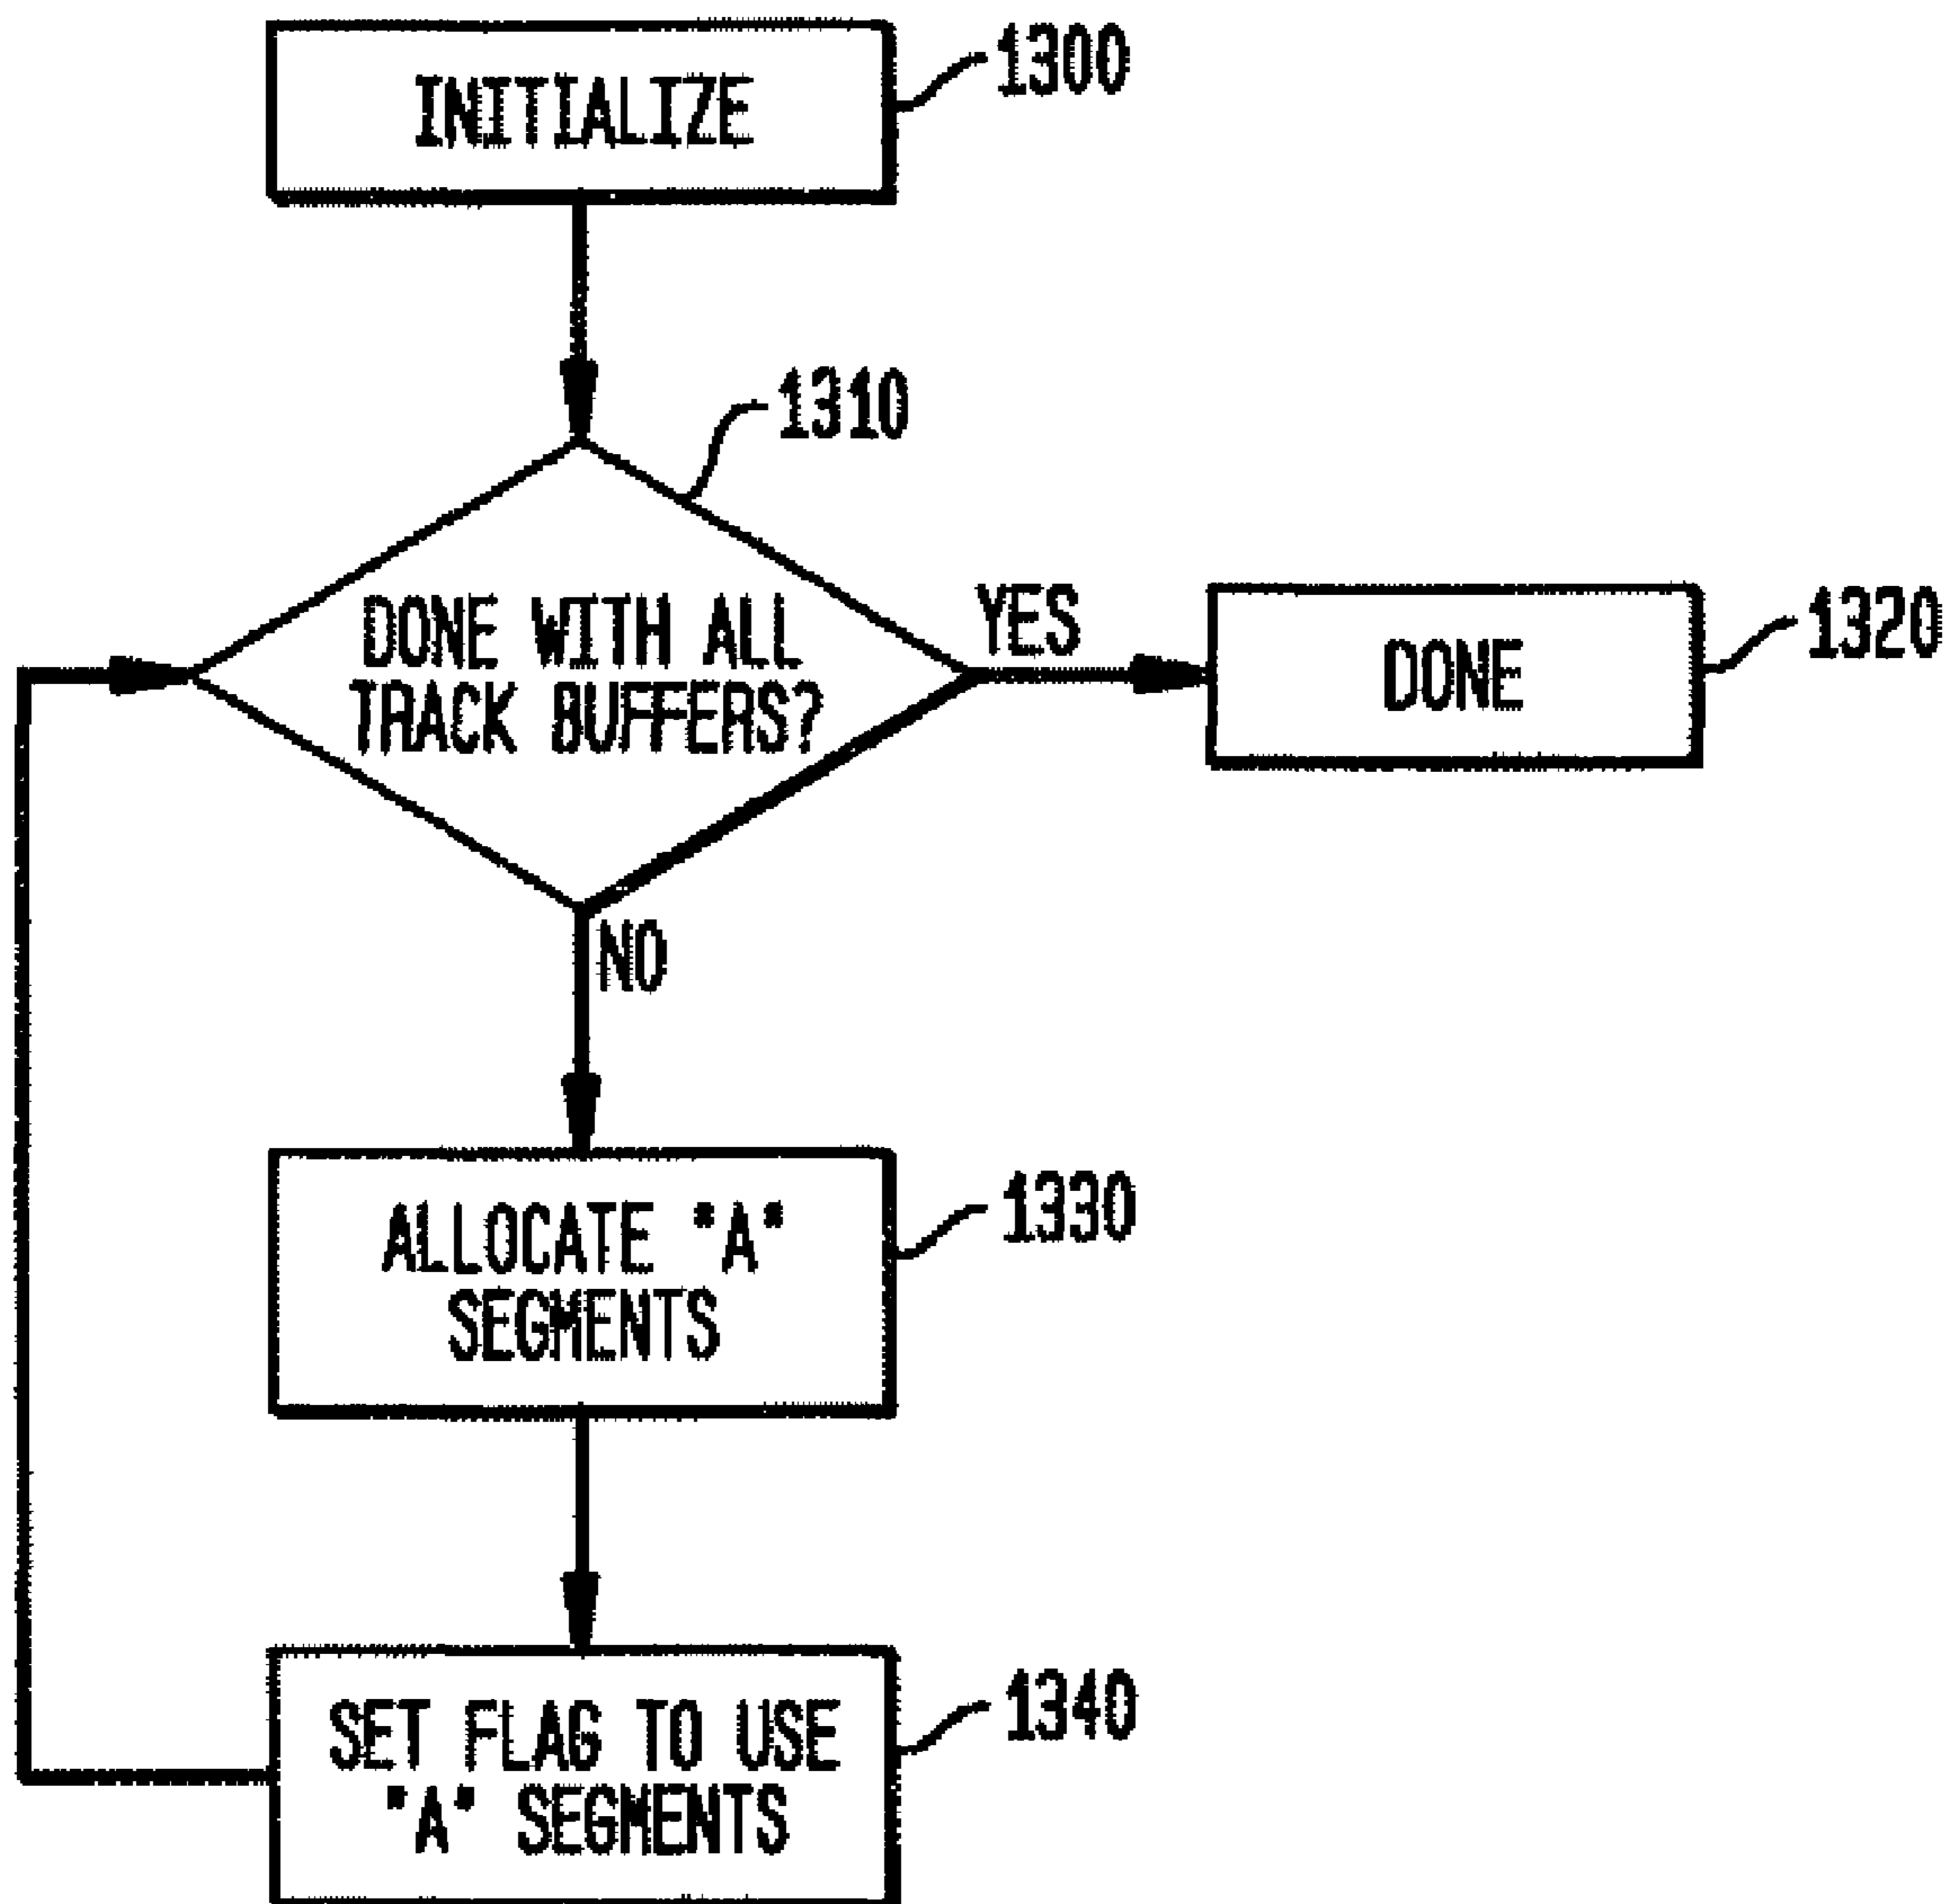 INITIALIZE
1300
1310
DONE WITH ALL
TRACK BUFFERS?
YES
DONE
1320
NO
ALLOCATE "A"
SEGMENTS
1330
SET FLAG TO USE
"A" SEGMENTS
1340